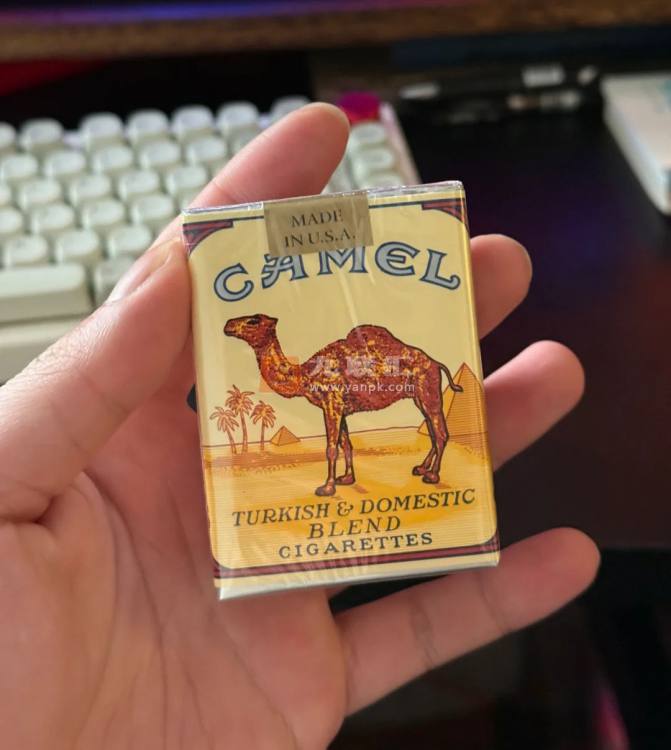 MADE
IN U.S.A.
CAMEL
www.yanpk.com
TURKISH & DOMESTIC
BLEND
CIGARETTES